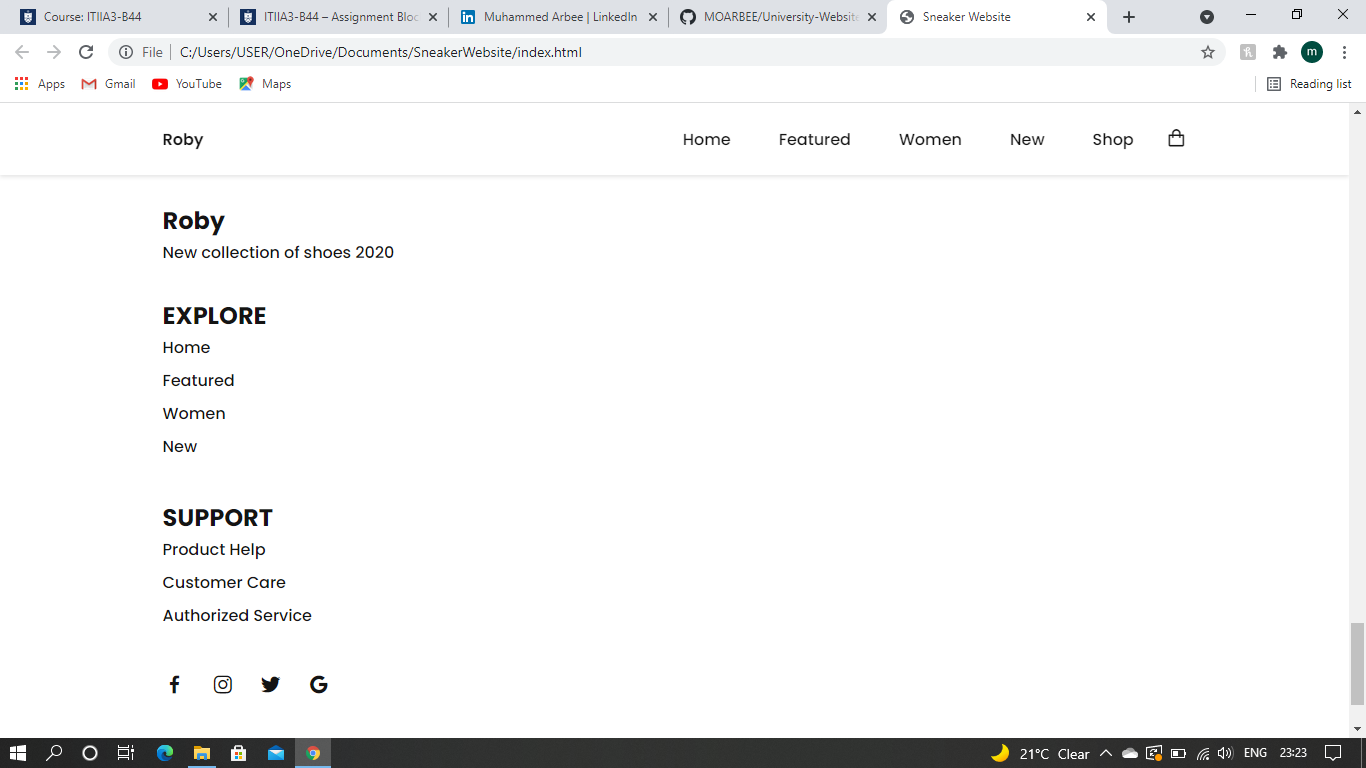 Course: ITIIA3-B44
ITIIA3-B44 – Assignment Bloc
Muhammed Arbee | LinkedIn
MOARBEE/University-Website
Sneaker Website
File
C:/Users/USER/OneDrive/Documents/SneakerWebsite/index.html
m
Apps Gmail YouTube Maps Reading list
Roby Home Featured Women New Shop
Roby
New collection of shoes 2020
EXPLORE
Home
Featured
Women
New
SUPPORT
Product Help
Customer Care
Authorized Service
21°C Clear ENG 23:23